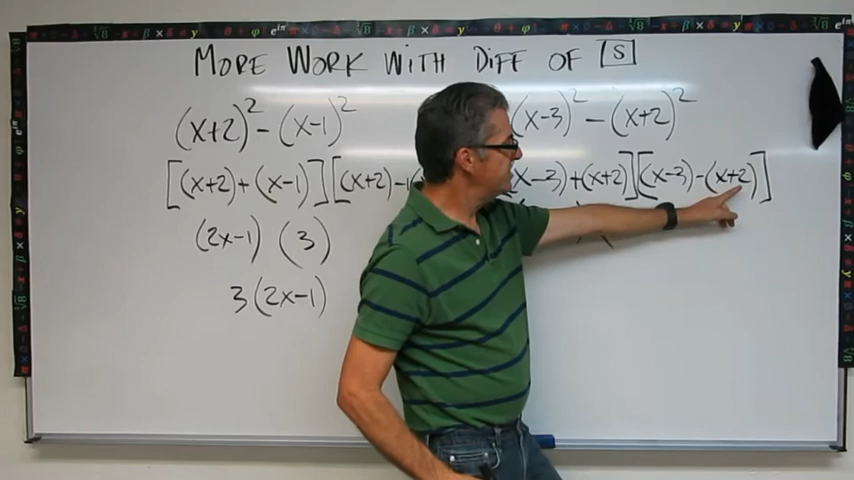 MORE WORK WITH DIFF OF [S]
(x+2)² - (x-1)²
[(x+2)+(x-1)][(x+2)-
(2x-1) (3)
3(2x-1)
(x-3)² - (x+2)²
(x-3)+(x+2)][(x-3)-(x+2)]